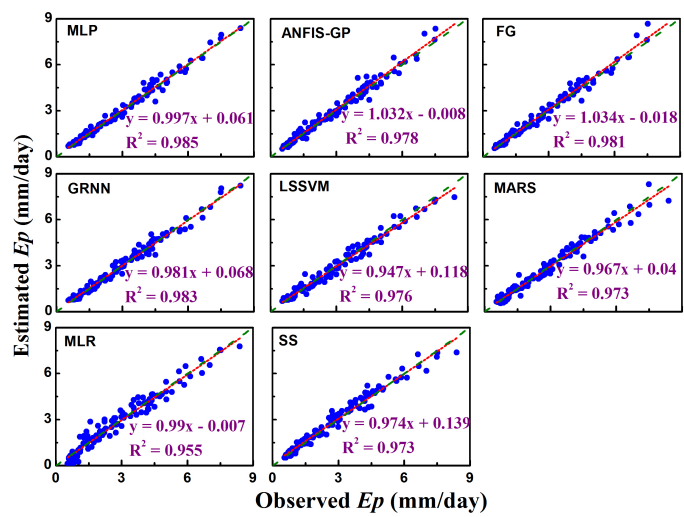 9
MLP
ANFIS-GP
FG
6
y = 0.997x + 0.061
y = 1.032x - 0.008
y = 1.034x - 0.018
3
R² = 0.985
R² = 0.978
R² = 0.981
0
9
GRNN
LSSVM
MARS
6
y = 0.981x + 0.068
y = 0.947x + 0.118
y = 0.967x + 0.04
3
R² = 0.983
R² = 0.976
R² = 0.973
0
3 6 9
9
MLR
SS
6
y = 0.99x - 0.007
y = 0.974x + 0.139
3
R² = 0.955
R² = 0.973
0
0 3 6 9 0 3 6 9
Estimated Ep (mm/day)
Observed Ep (mm/day)